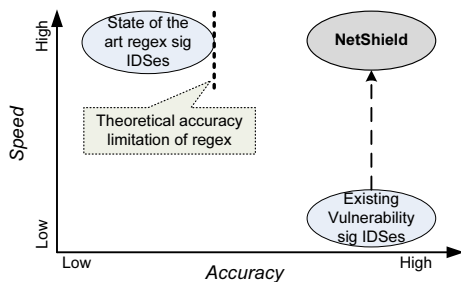 High
State of the
art regex sig
IDSes
NetShield
Theoretical accuracy
limitation of regex
Speed
Existing
Vulnerability
sig IDSes
Low
Low
Accuracy
High